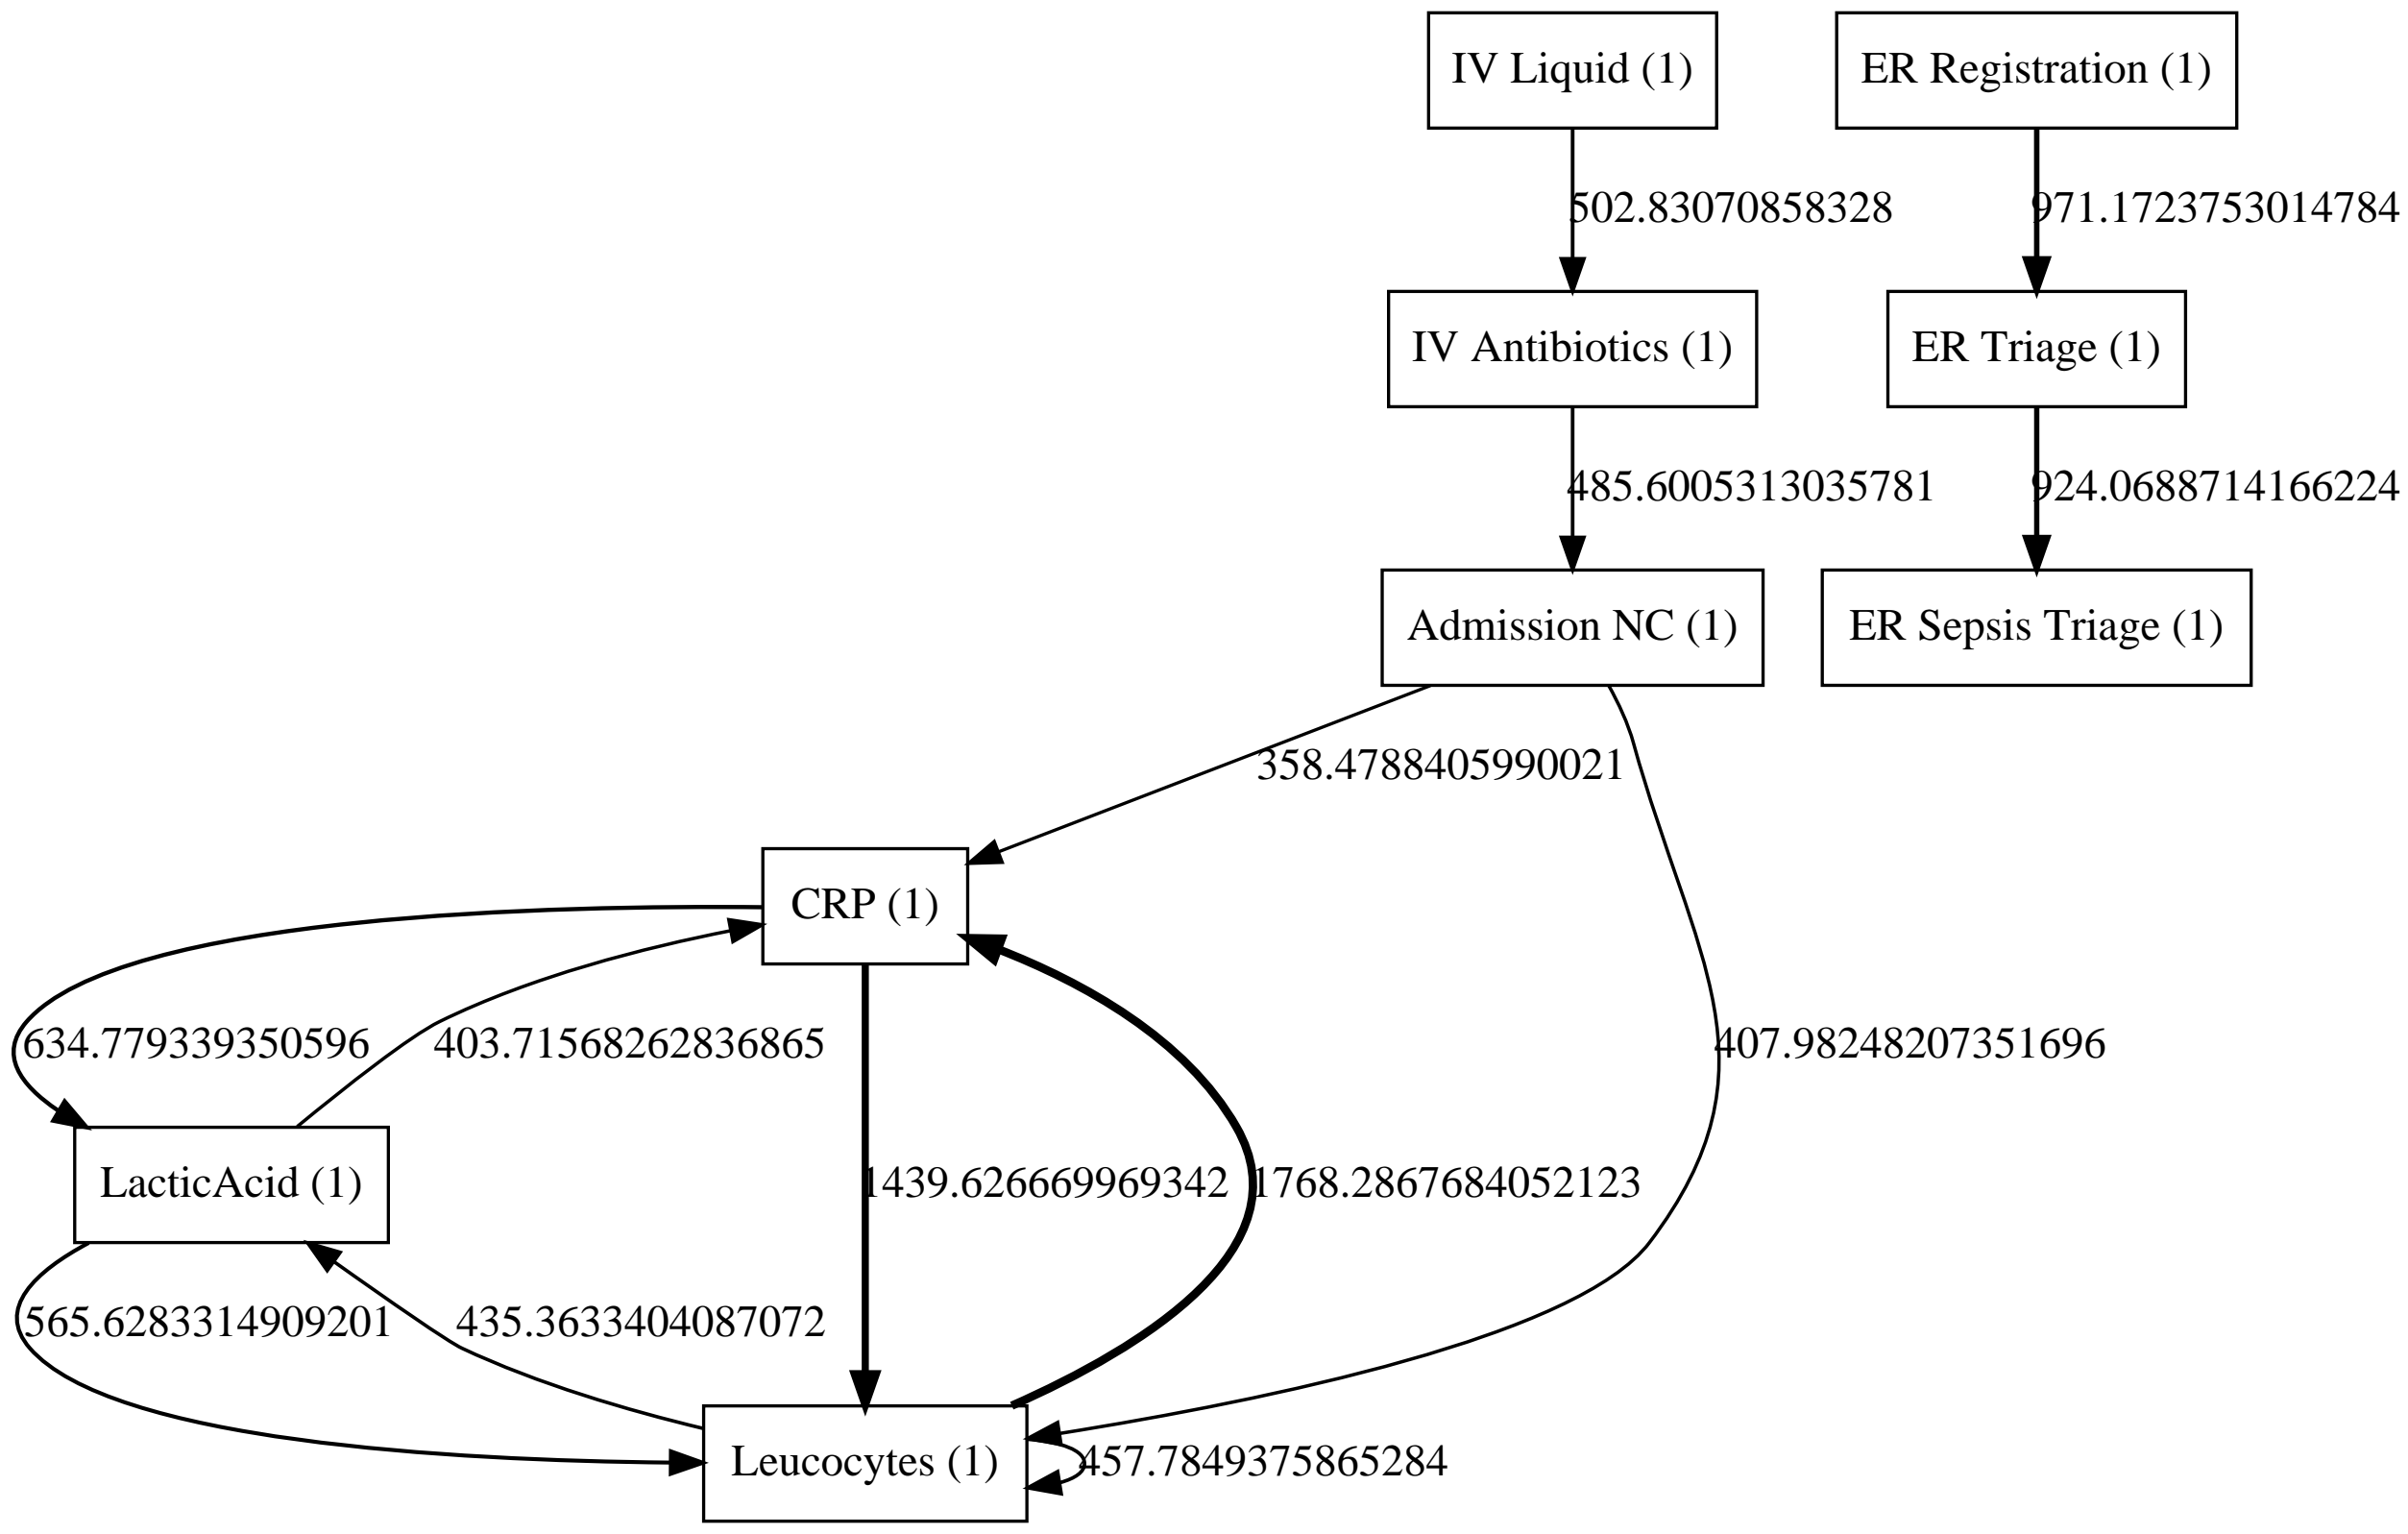 IV Liquid (1)
ER Registration (1)
502.83070858328
971.1723753014784
IV Antibiotics (1)
ER Triage (1)
485.6005313035781
924.0688714166224
Admission NC (1)
ER Sepsis Triage (1)
358.4788405990021
CRP (1)
634.779339350596
403.71568262836865
407.98248207351696
LacticAcid (1)
1439.626669969342
1768.2867684052123
565.6283314909201
435.3633404087072
Leucocytes (1)
457.7849375865284